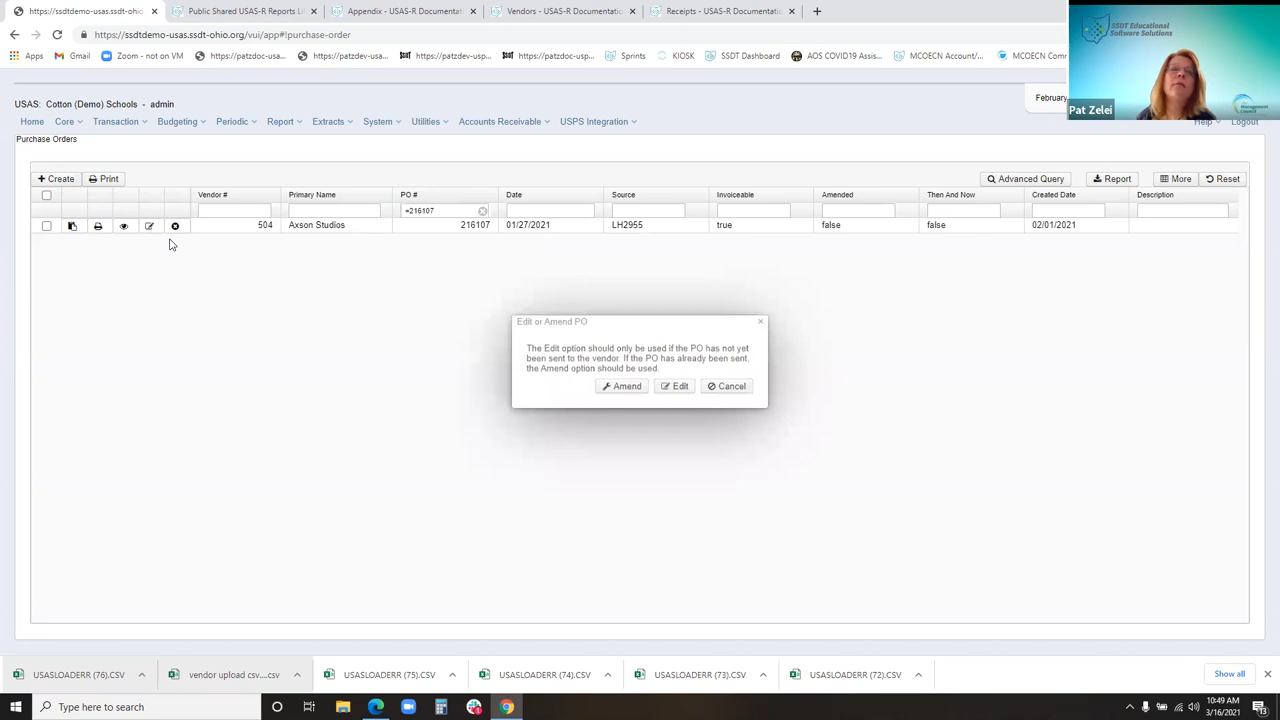 https://ssdtdemo-usas.ssdt-ohio
Public Shared USAS-R Reports Li
Appendix - USAS-R Documentat
Vendors - USAS-R Documentatio
Receipts - USAS-R Documentatio
https://ssdtdemo-usas.ssdt-ohio.org/vui/app#!purchase-order
Apps
Gmail
Zoom - not on VM
https://patzdoc-usa...
https://patzdev-usp...
https://patzdoc-usp...
Sprints
KIOSK
SSDT Dashboard
AOS COVID19 Assis...
MCOECN Account/...
MCOECN Com
SSDT Educational
Software Solutions
Pat Zelei
Management
Council
USAS: Cotton (Demo) Schools - admin
February
Home Core Transaction Budgeting Periodic Report Extracts System Utilities Accounts Receivable USPS Integration Help Logout
Purchase Orders
Create Print Advanced Query Report More Reset
Vendor # Primary Name PO # Date Source Invoiceable Amended Then And Now Created Date Description
=216107
504 Axson Studios 216107 01/27/2021 LH2955 true false false 02/01/2021
Edit or Amend PO
The Edit option should only be used if the PO has not yet
been sent to the vendor. If the PO has already been sent,
the Amend option should be used.
Amend Edit Cancel
USASLOADERR (76).CSV
vendor upload csv....csv
USASLOADERR (75).CSV
USASLOADERR (74).CSV
USASLOADERR (73).CSV
USASLOADERR (72).CSV
Show all
Type here to search
10:49 AM
3/16/2021
13